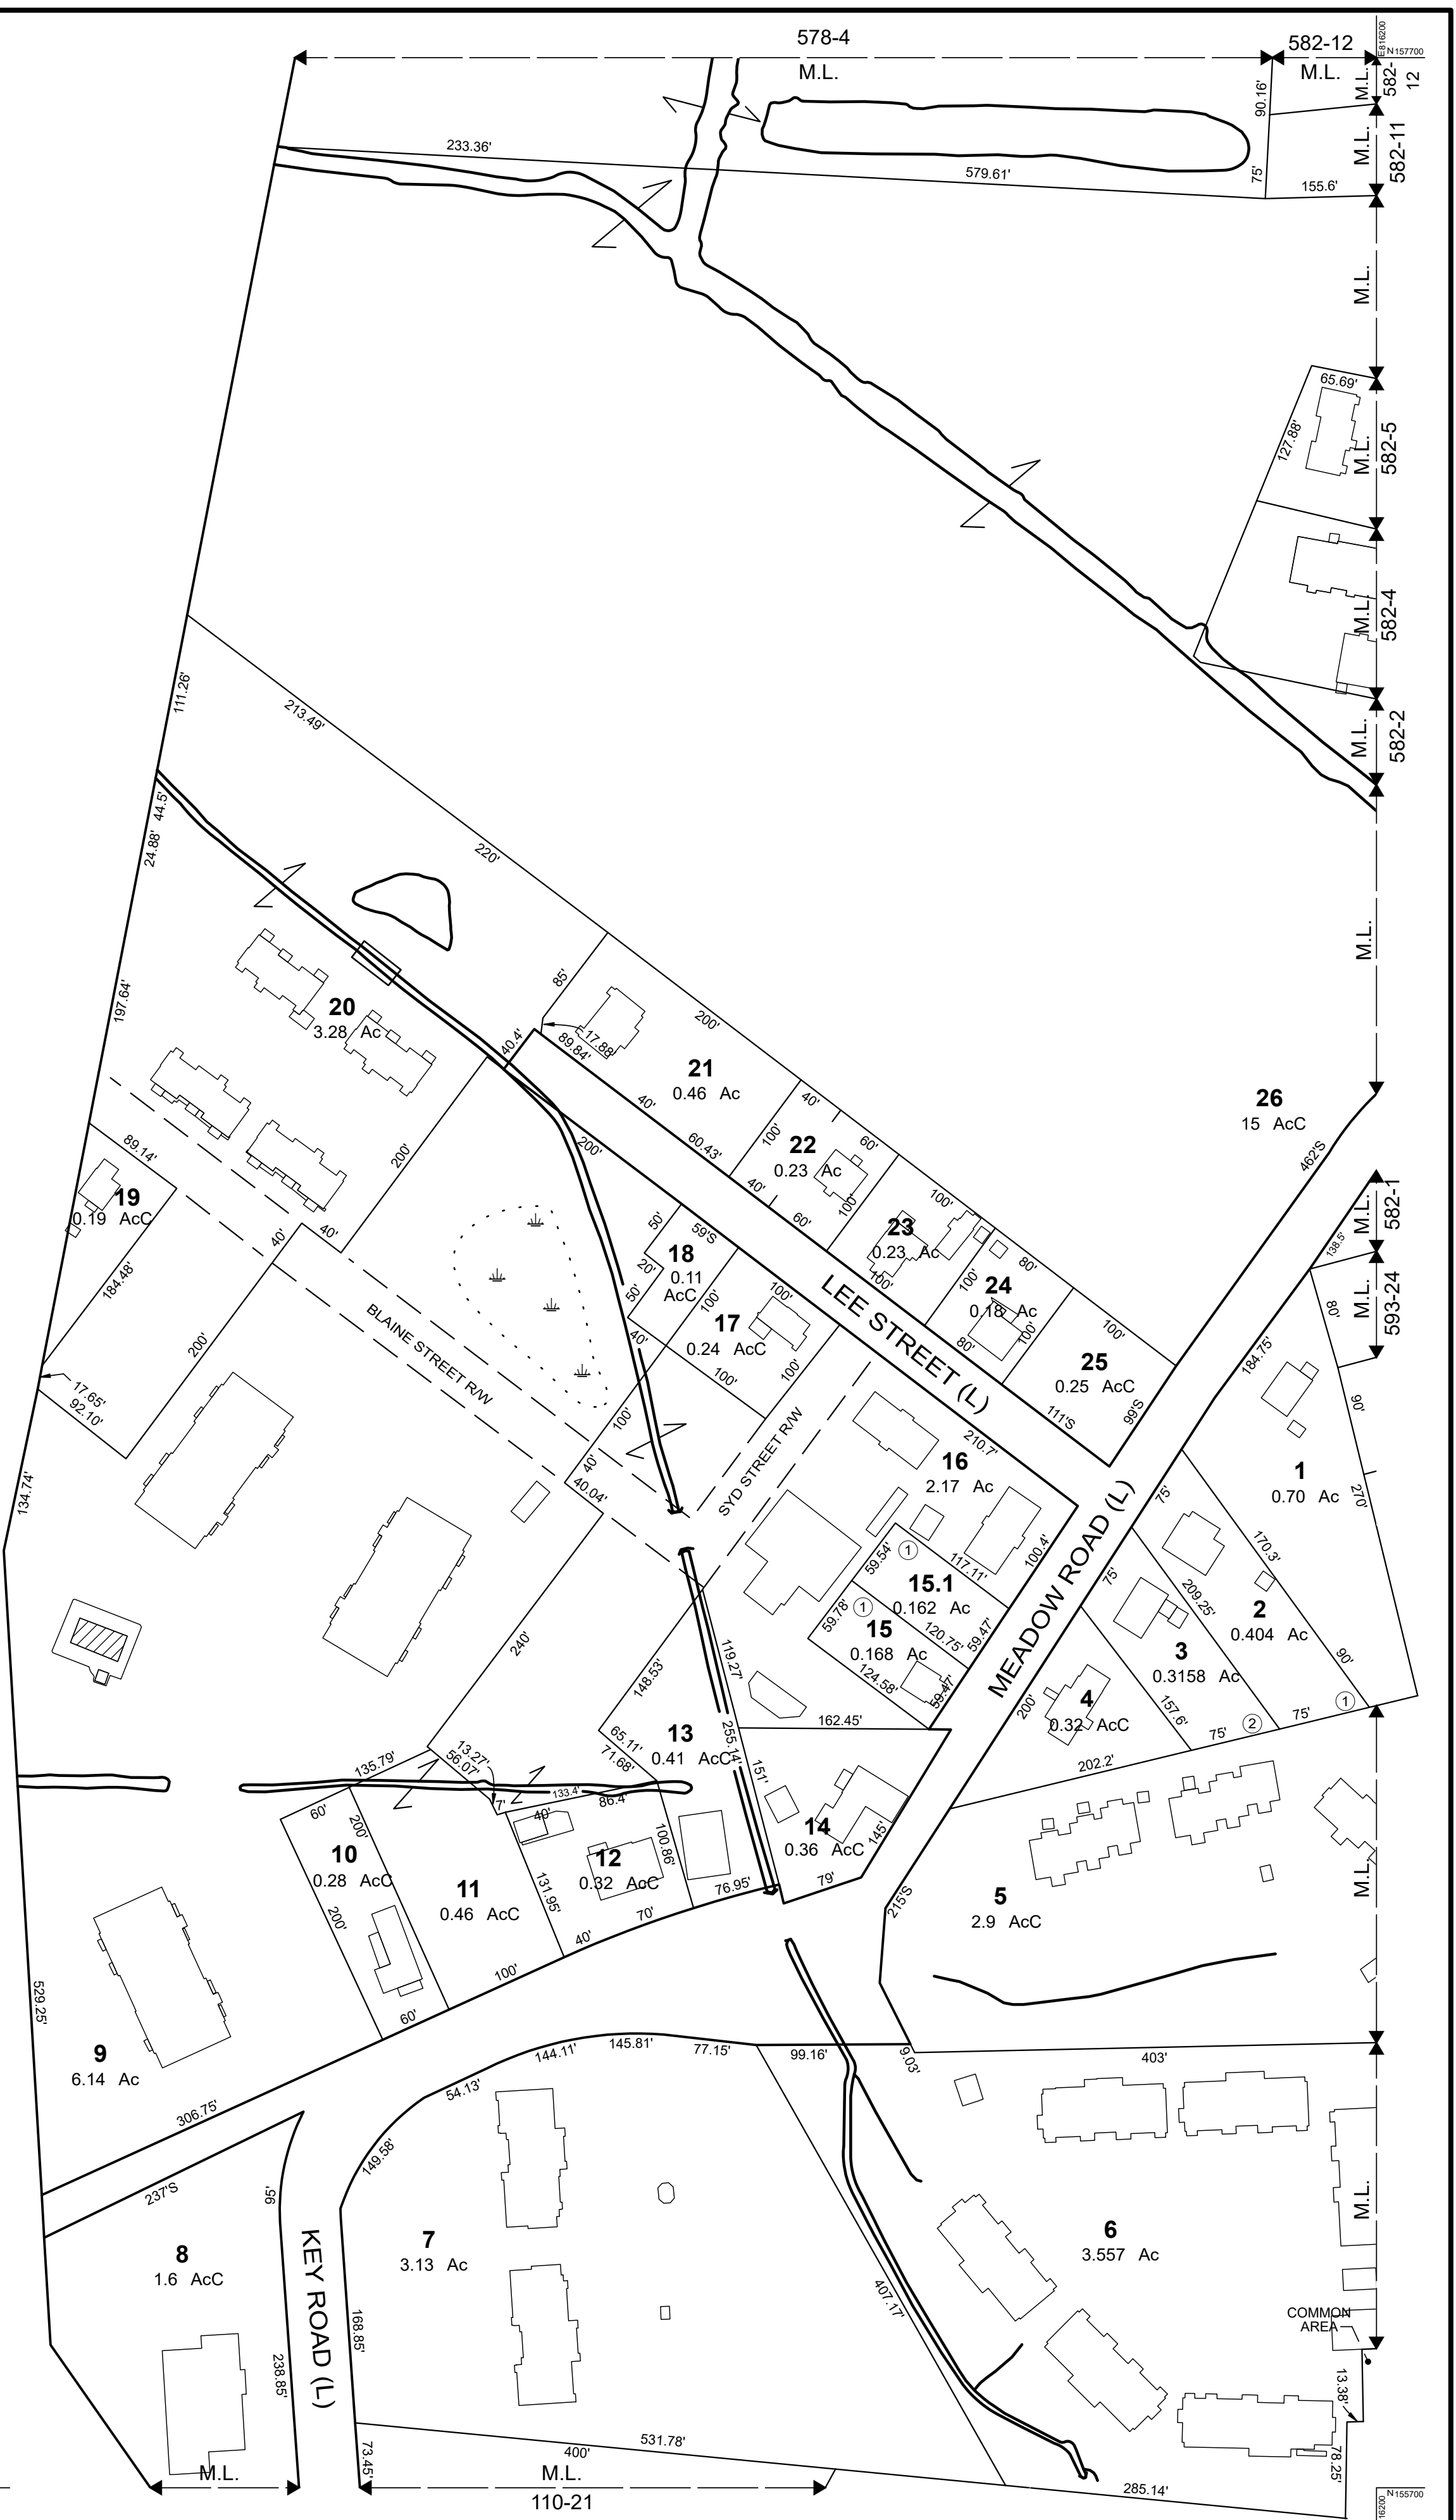 578-4
582-12
E816200
N157700
M.L.
M.L.
M.L.
582-
12
90.16'
233.36'
579.61'
75'
155.6'
M.L.
582-11
M.L.
65.69'
127.88'
M.L.
582-5
M.L.
582-4
M.L.
582-2
111.26'
213.49'
44.5'
24.88'
220'
M.L.
197.64'
20
3.28 Ac
85'
17.88'
40.4'
89.84'
200'
21
0.46 Ac
40'
60.43'
200'
200'
40'
60'
100'
22
0.23 Ac
40'
60'
100'
100'
23
0.23 Ac
100'
100'
80'
24
0.18 Ac
80'
100'
100'
25
0.25 AcC
111'S
99'S
26
15 AcC
462'S
M.L.
582-1
138.5'
M.L.
593-24
89.14'
19
0.19 AcC
184.48'
40'
40'
200'
17.65'
92.10'
BLAINE STREET R/W
50'
59'S
18
0.11
AcC
20'
50'
100'
40'
17
0.24 AcC
100'
100'
100'
LEE STREET (L)
100'
40'
40.04'
SYD STREET R/W
210.7'
16
2.17 Ac
100.4'
134.74'
184.75'
80'
90'
1
0.70 Ac
270'
75'
170.3'
59.54'
1
117.11'
15.1
0.162 Ac
59.47'
59.78'
1
120.75'
15
0.168 Ac
124.58'
59.47'
MEADOW ROAD (L)
75'
209.25'
2
0.404 Ac
90'
3
0.3158 Ac
157.6'
200'
4
0.32 AcC
75'
2
75'
1
202.2'
240'
148.53'
119.27'
162.45'
65.11'
71.68'
13
0.41 AcC
255.14'
151'
135.79'
13.27'
56.07'
7'
133.4'
40'
86.4'
60'
200'
10
0.28 AcC
200'
11
0.46 AcC
131.95'
12
0.32 AcC
100.86'
76.95'
14
0.36 AcC
145'
79'
215'S
5
2.9 AcC
M.L.
70'
40'
100'
60'
529.25'
9
6.14 Ac
306.75'
237'S
95'
54.13'
144.11'
145.81'
77.15'
99.16'
9.03'
403'
149.58'
8
1.6 AcC
KEY ROAD (L)
7
3.13 Ac
168.85'
238.85'
407.17'
6
3.557 Ac
M.L.
COMMON
AREA
13.38'
78.25'
73.45'
531.78'
400'
285.14'
M.L.
M.L.
110-21
N155700
16200